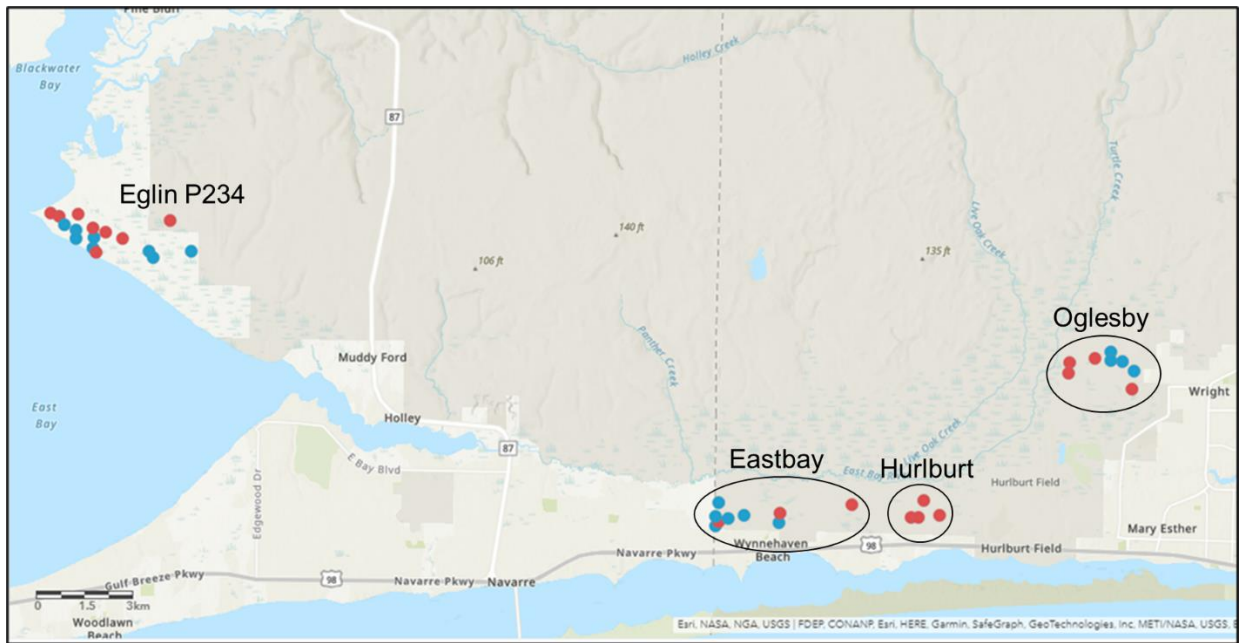 Pine Bluff
Blackwater
Bay
Holley Creek
87
Turtle Creek
Eglin P234
Live Oak Creek
140 ft
106 ft
135 ft
Oglesby
Panther Creek
Muddy Ford
Wright
East
Bay
Holley
87
E Bay Blvd
Edgewood Dr
Live Oak Creek
Eastbay
Hurlburt
East Bay
Hurlburt Field
Mary Esther
Wynnehaven
Beach
98
Navarre Pkwy
Hurlburt Field
Gulf Breeze Pkwy
98
Navarre Pkwy
Navarre
0 1.5 3km
Woodlawn
Beach
Esri, NASA, NGA, USGS | FDEP, CONANP, Esri, HERE, Garmin, SafeGraph, GeoTechnologies, Inc, METI/NASA, USGS,